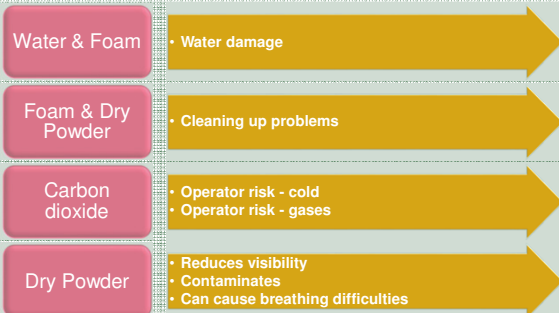 Water & Foam
• Water damage
Foam & Dry
Powder
• Cleaning up problems
Carbon
dioxide
• Operator risk - cold
• Operator risk - gases
Dry Powder
• Reduces visibility
• Contaminates
• Can cause breathing difficulties